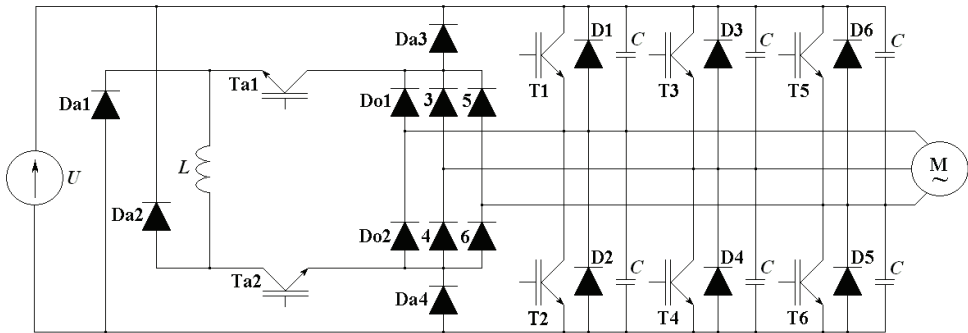 Da3
D1
C
D3
C
D6
C
Ta1
Da1
Do1
3
5
T1
T3
T5
U
L
M
~
Da2
Do2
4
6
Ta2
D2
C
D4
C
D5
C
Da4
T2
T4
T6